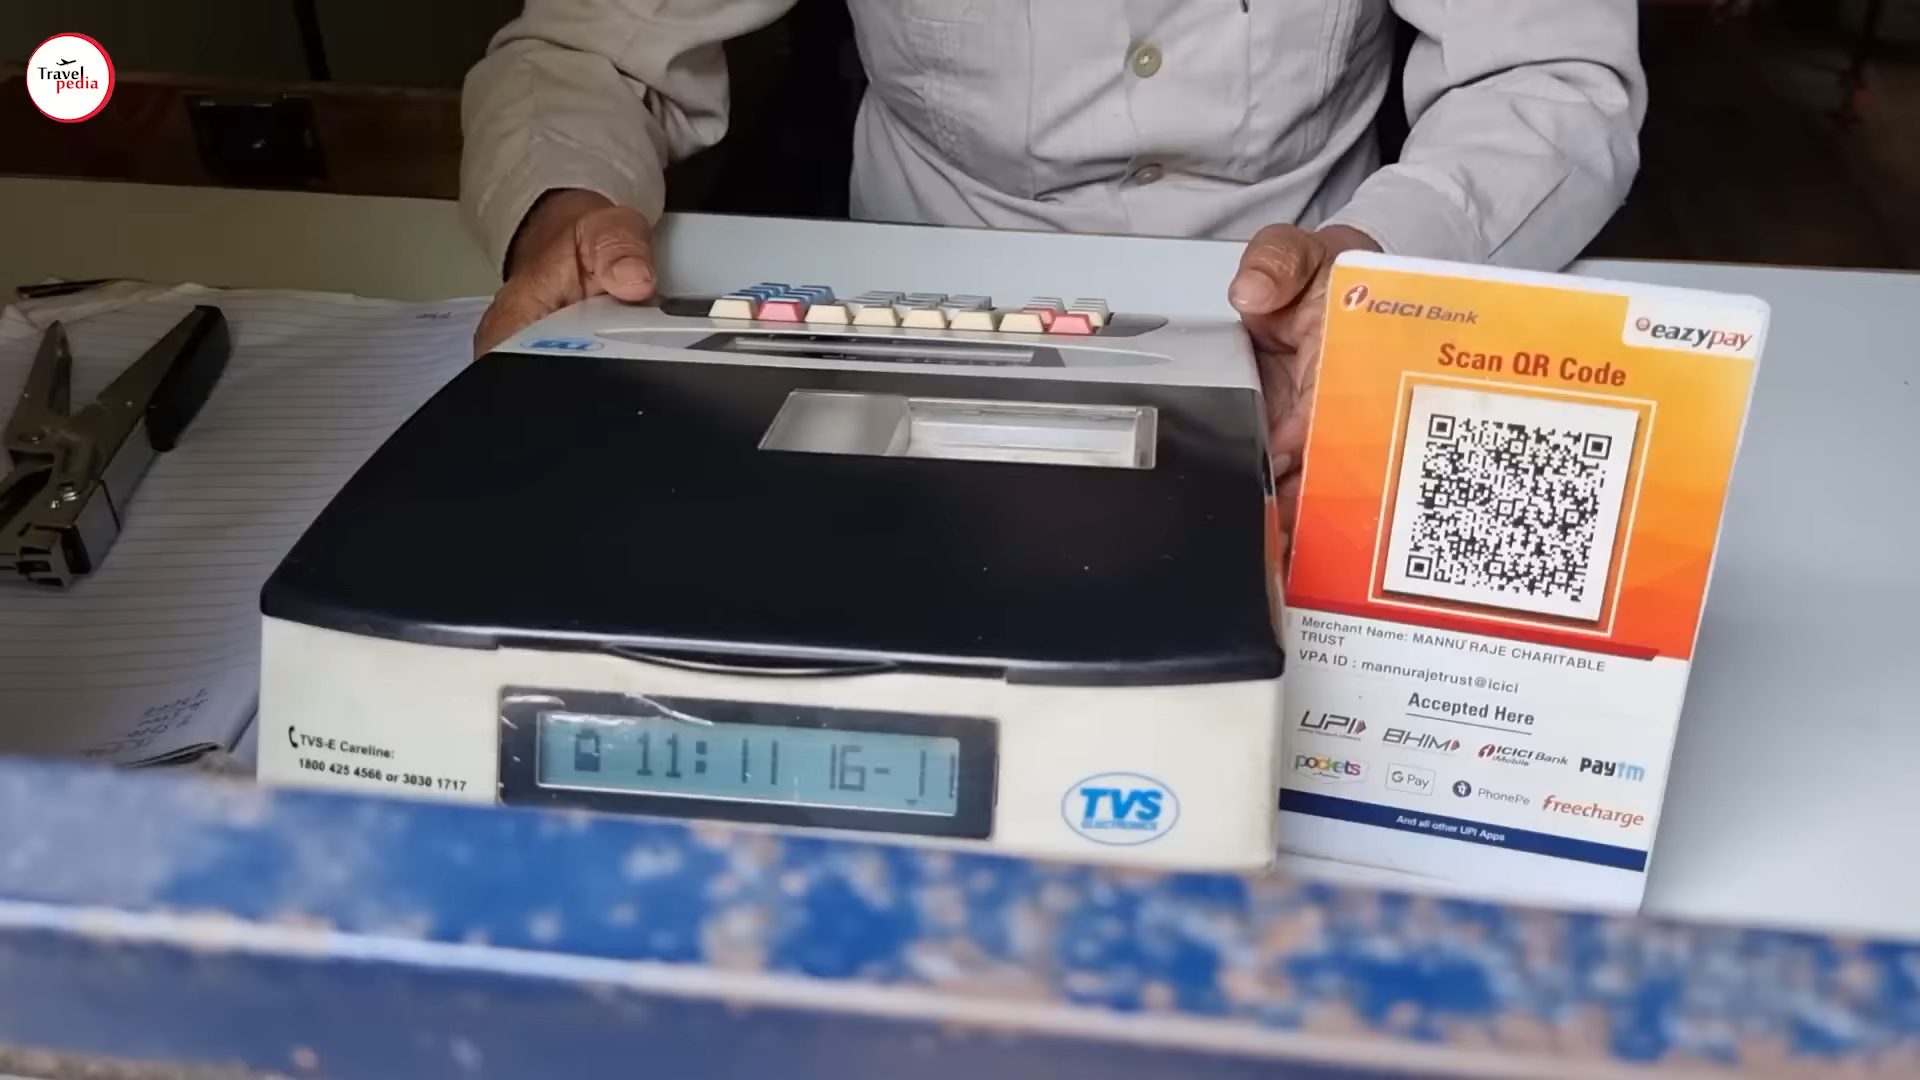 Travel
pedia
ICICI Bank
eazypay
Scan QR Code
Merchant Name: MANNU RAJE CHARITABLE
TRUST
VPA ID : mannurajetrust@icici
Accepted Here
UPI
BHIM
ICICI Bank
iMobile
paytm
pockets
G Pay
PhonePe
freecharge
And all other UPI Apps
TVS-E Careline:
1800 425 4566 or 3030 1717
11:11 16-
TVS
ELECTRONICS